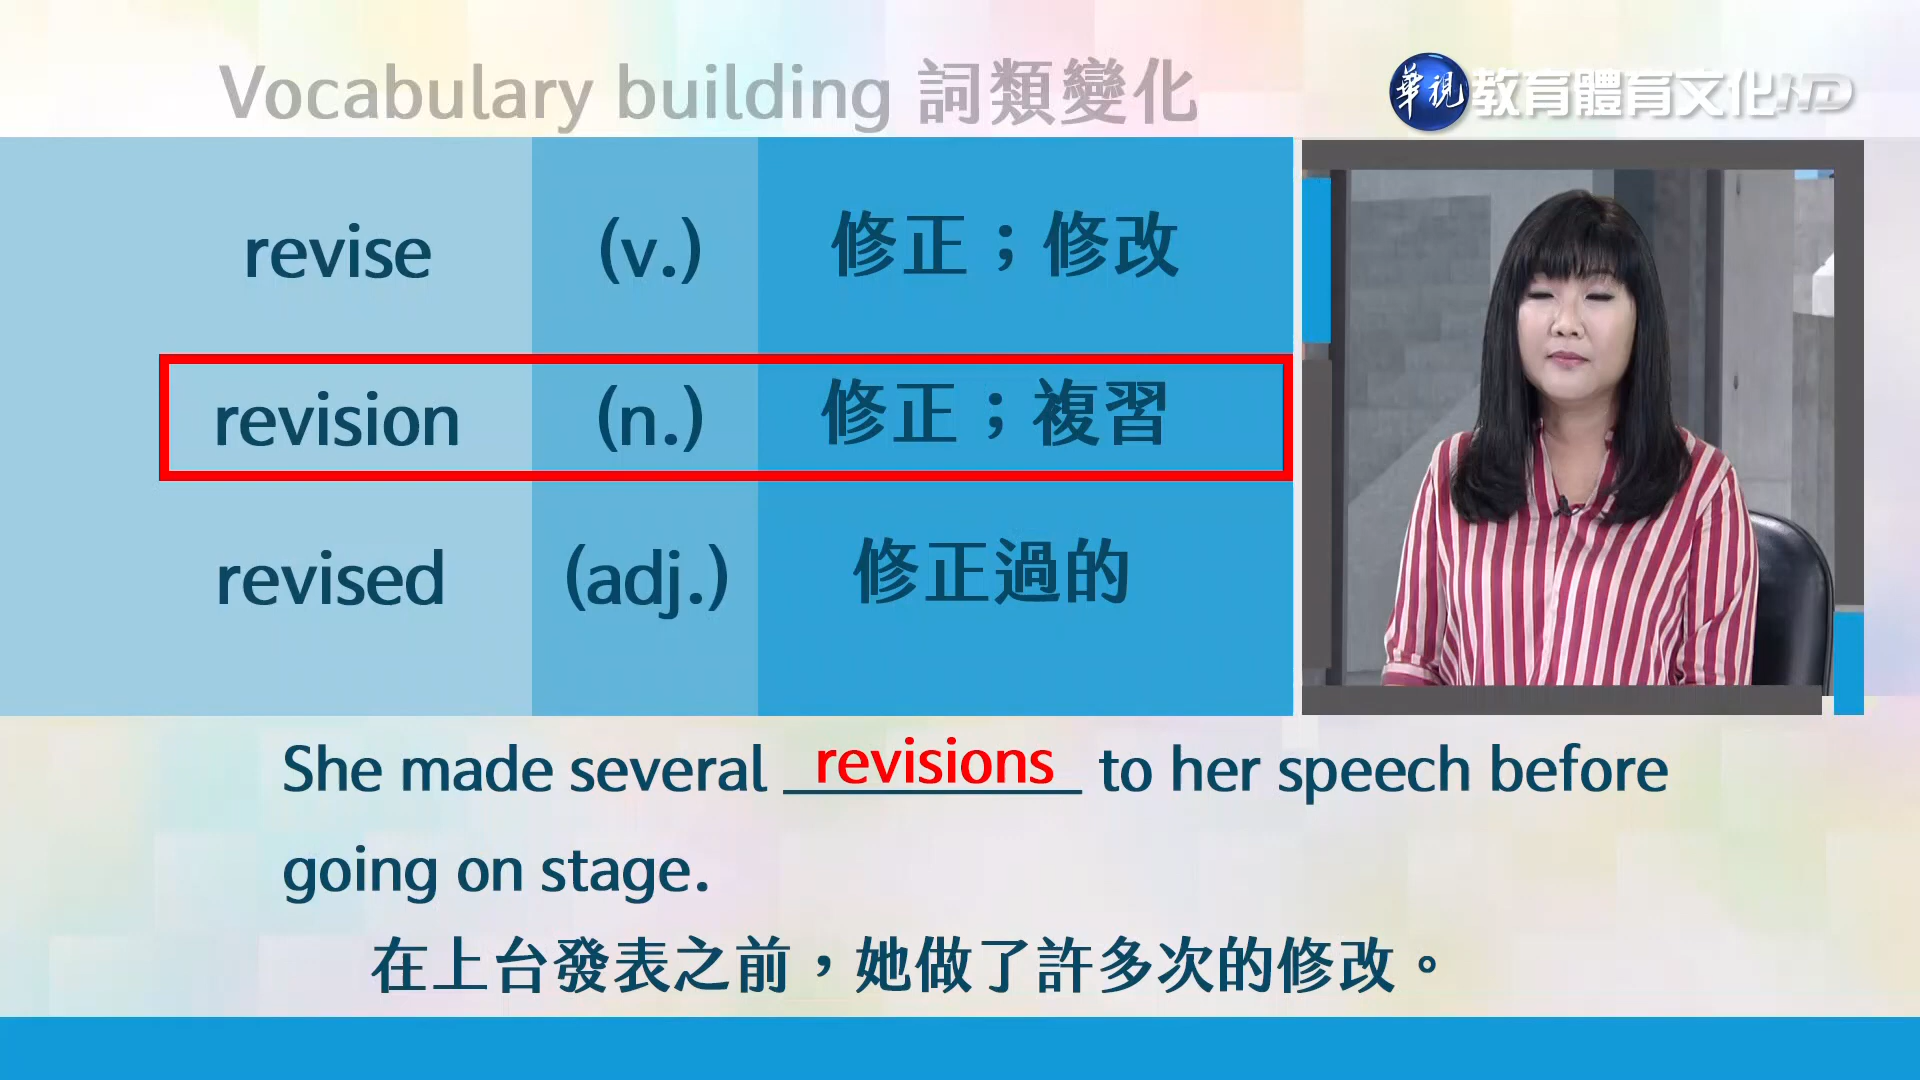 Vocabulary building 詞類變化
華視 教育體育文化HD
revise (v.) 修正；修改
revision (n.) 修正；複習
revised (adj.) 修正過的
She made several revisions to her speech before
going on stage.
在上台發表之前，她做了許多次的修改。